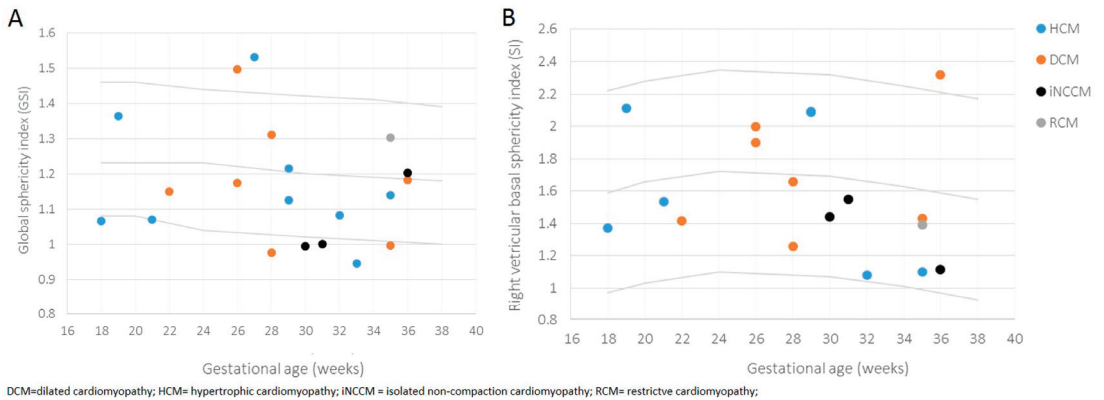 A
Global sphericity index (GSI)
1.6
1.5
1.4
1.3
1.2
1.1
1
0.9
0.8
16 18 20 22 24 26 28 30 32 34 36 38 40
Gestational age (weeks)
B
Right vetricular basal sphericity index (SI)
2.6
2.4
2.2
2
1.8
1.6
1.4
1.2
1
0.8
16 18 20 22 24 26 28 30 32 34 36 38 40
Gestational age (weeks)
HCM
DCM
iNCCM
RCM
DCM=dilated cardiomyopathy; HCM= hypertrophic cardiomyopathy; iNCCM = isolated non-compaction cardiomyopathy; RCM= restrictve cardiomyopathy;